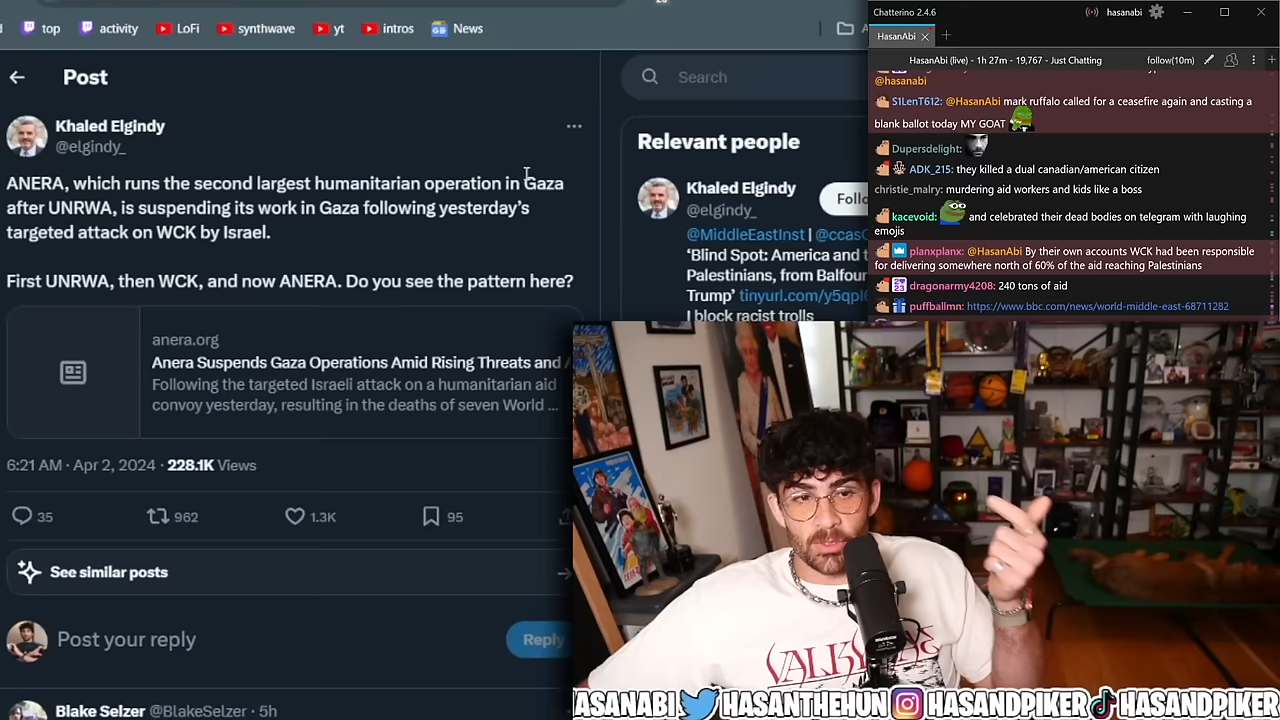 top
activity
LoFi
synthwave
yt
intros
News
Post
Khaled Elgindy
@elgindy_
ANERA, which runs the second largest humanitarian operation in Gaza
after UNRWA, is suspending its work in Gaza following yesterday's
targeted attack on WCK by Israel.
First UNRWA, then WCK, and now ANERA. Do you see the pattern here?
anera.org
Anera Suspends Gaza Operations Amid Rising Threats and
Following the targeted Israeli attack on a humanitarian aid
convoy yesterday, resulting in the deaths of seven World ...
6:21 AM · Apr 2, 2024 · 228.1K Views
35
962
1.3K
95
See similar posts
Post your reply
Reply
Blake Selzer @BlakeSelzer · 5h
Search
Relevant people
Khaled Elgindy
@elgindy_
@MiddleEastInst | @ccas
'Blind Spot: America and
Palestinians, from Balfour
Trump' tinyurl.com/y5qpl
I block racist trolls
Chatterino 2.4.6
hasanabi
HasanAbi
HasanAbi (live) - 1h 27m - 19,767 - Just Chatting
follow(10m)
@hasanabi
S1LenT612: @HasanAbi mark ruffalo called for a ceasefire again and casting a
blank ballot today MY GOAT
Dupersdelight:
ADK_215: they killed a dual canadian/american citizen
christie_malry: murdering aid workers and kids like a boss
kacevoid: and celebrated their dead bodies on telegram with laughing
emojis
planxplanx: @HasanAbi By their own accounts WCK had been responsible
for delivering somewhere north of 60% of the aid reaching Palestinians
dragonarmy4208: 240 tons of aid
puffballmn: https://www.bbc.com/news/world-middle-east-68711282
VALKYRAE
ASANABI HASANTHEHUN HASANDPIKER HASANDPIKER